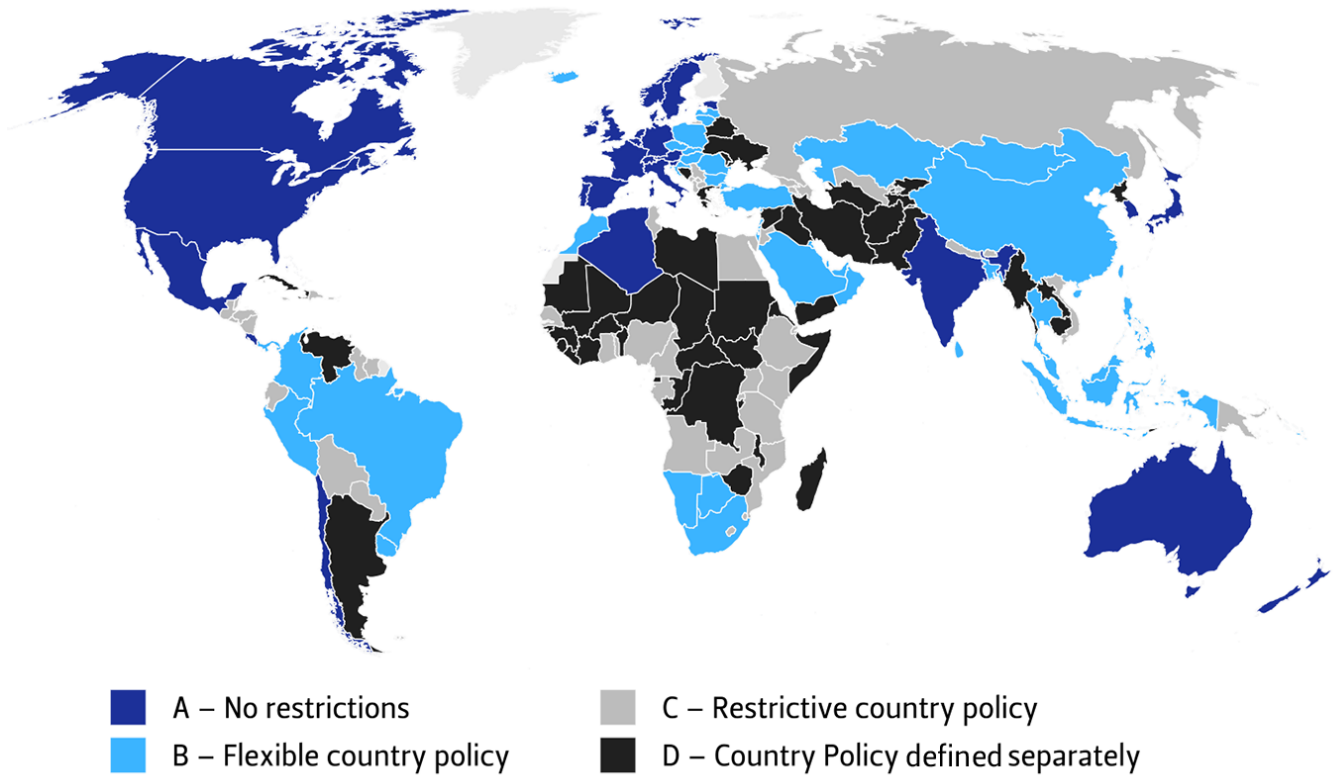 A – No restrictions
B – Flexible country policy
C – Restrictive country policy
D – Country Policy defined separately